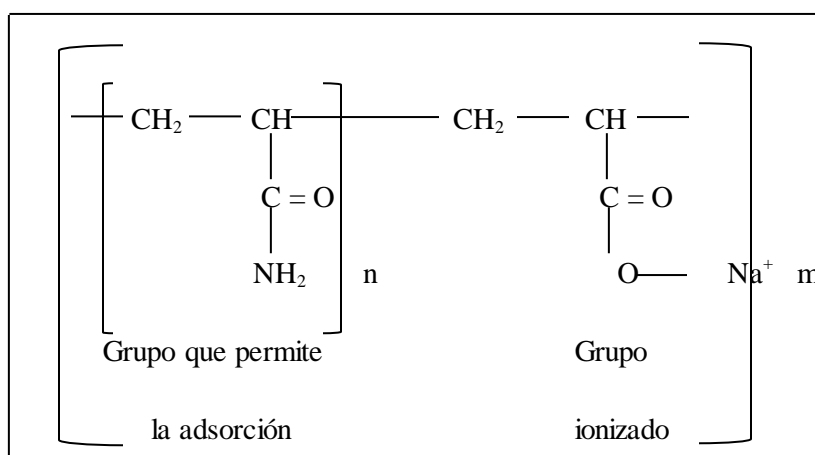 CH₂ CH CH₂ CH
C = O C = O
NH₂ n O Na⁺ m
Grupo que permite Grupo
la adsorción ionizado